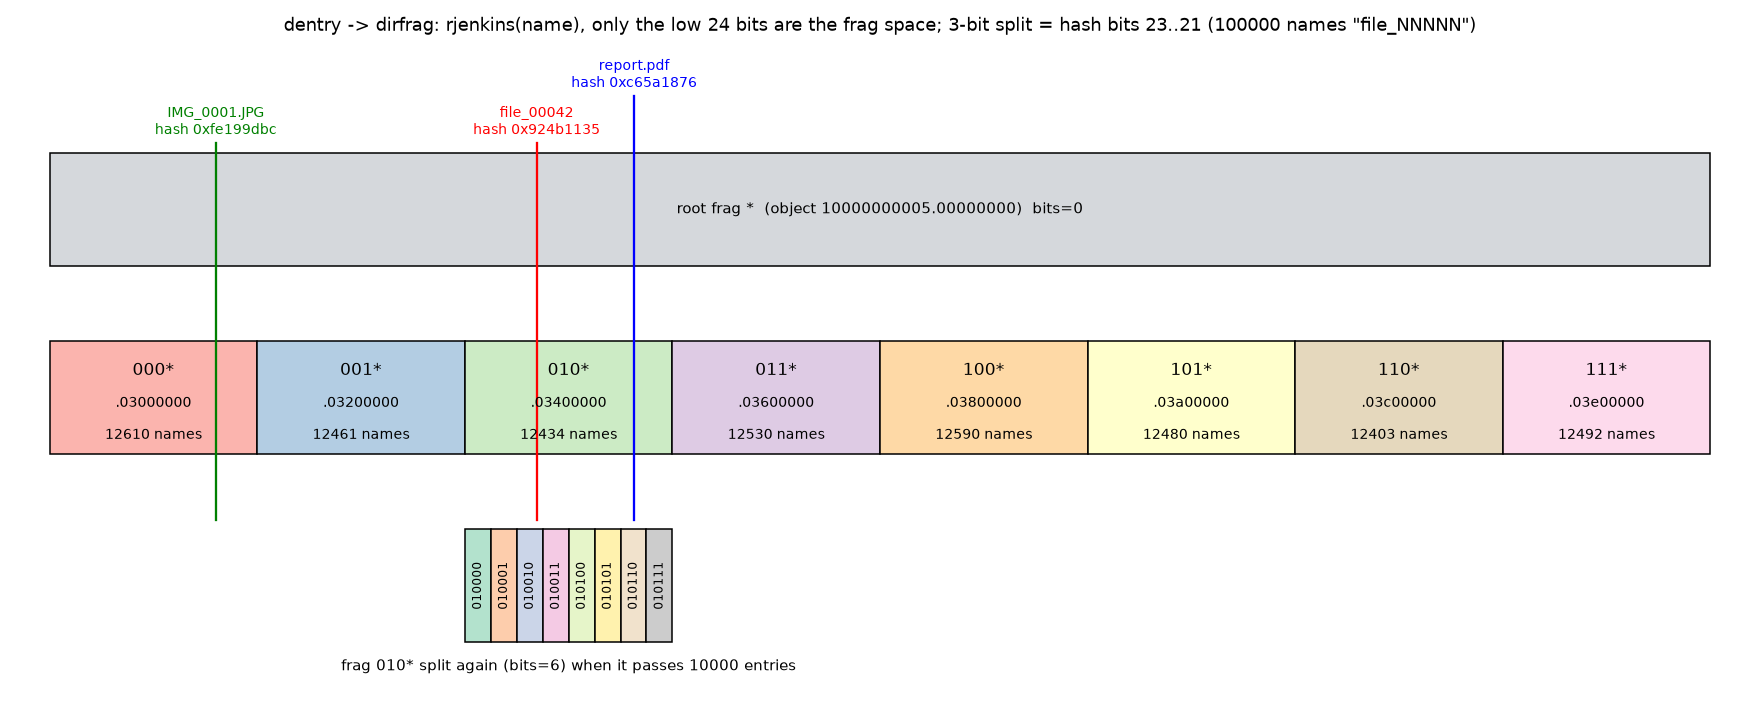 dentry -> dirfrag: rjenkins(name), only the low 24 bits are the frag space; 3-bit split = hash bits 23..21 (100000 names "file_NNNNN")
report.pdf
hash 0xc65a1876
IMG_0001.JPG
hash 0xfe199dbc
file_00042
hash 0x924b1135
root frag *  (object 10000000005.00000000)  bits=0
000*
.03000000
12610 names
001*
.03200000
12461 names
010*
.03400000
12434 names
011*
.03600000
12530 names
100*
.03800000
12590 names
101*
.03a00000
12480 names
110*
.03c00000
12403 names
111*
.03e00000
12492 names
010000
010001
010010
010011
010100
010101
010110
010111
frag 010* split again (bits=6) when it passes 10000 entries